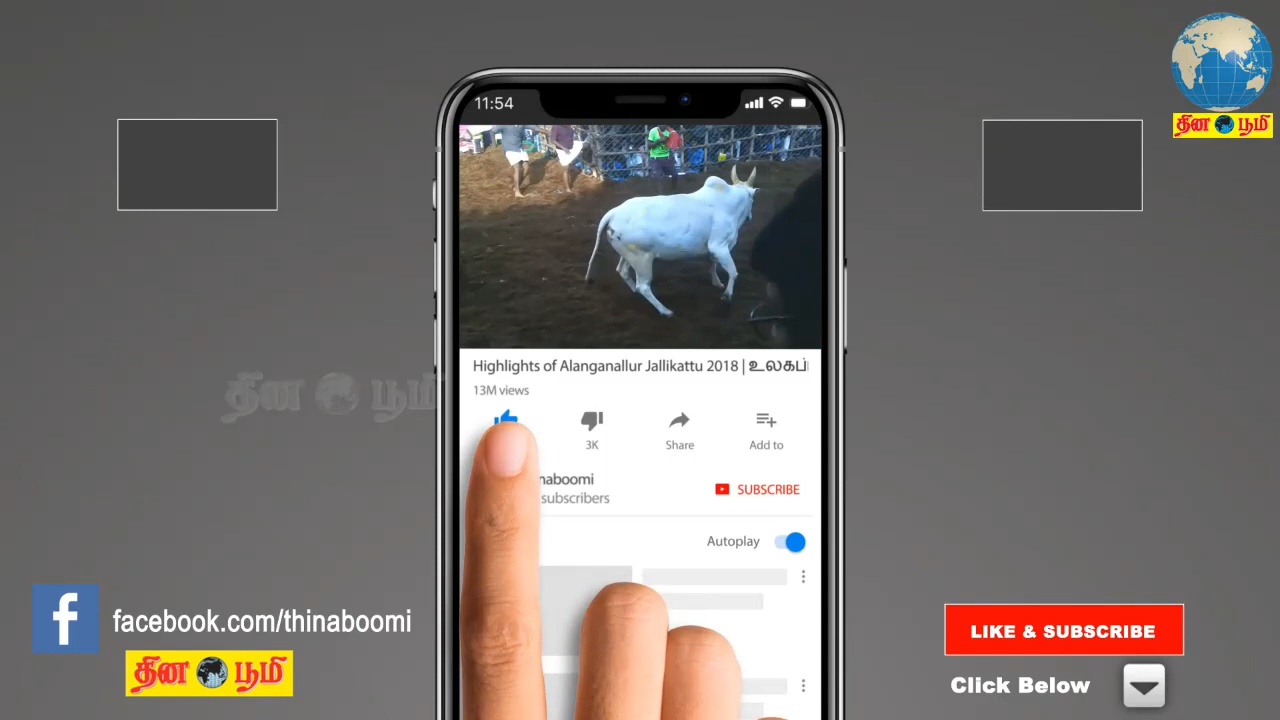 11:54
தின பூமி
Highlights of Alanganallur Jallikattu 2018 | உலகப்
13M views
தின பூமி
3K
Share
Add to
naboomi
subscribers
SUBSCRIBE
Autoplay
facebook.com/thinaboomi
தின பூமி
LIKE & SUBSCRIBE
Click Below